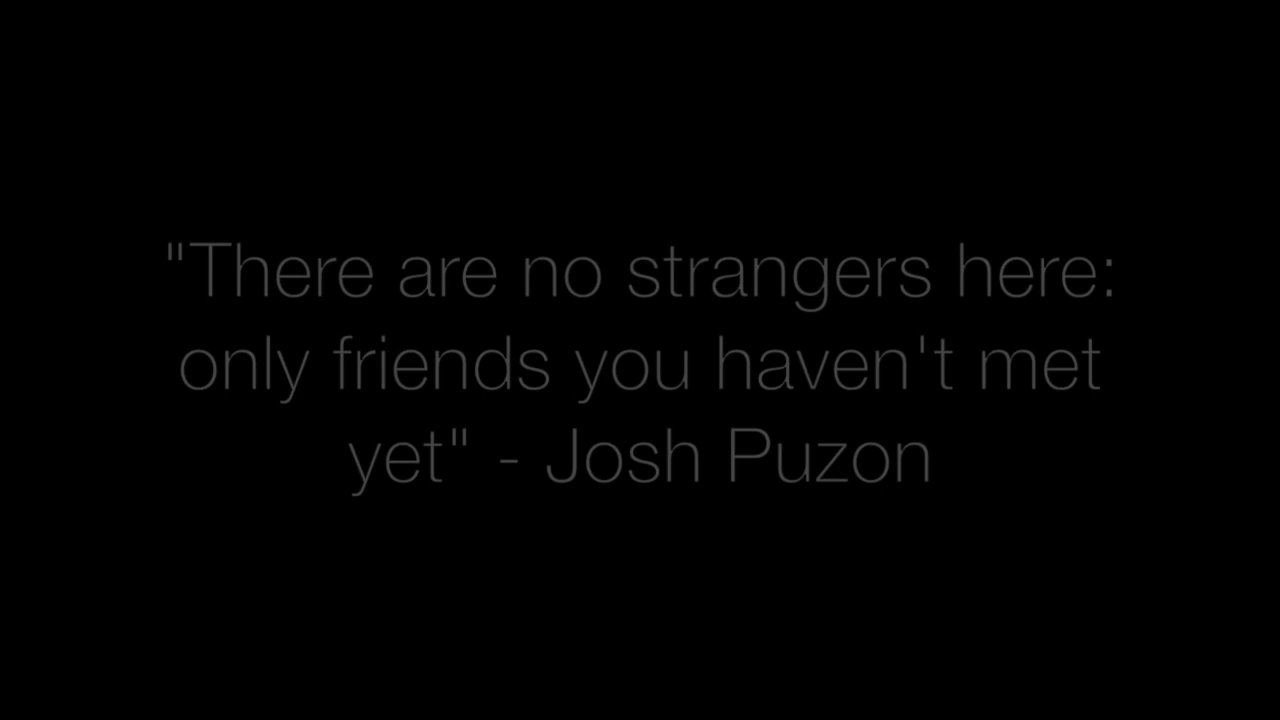 "There are no strangers here:
only friends you haven't met
yet" - Josh Puzon